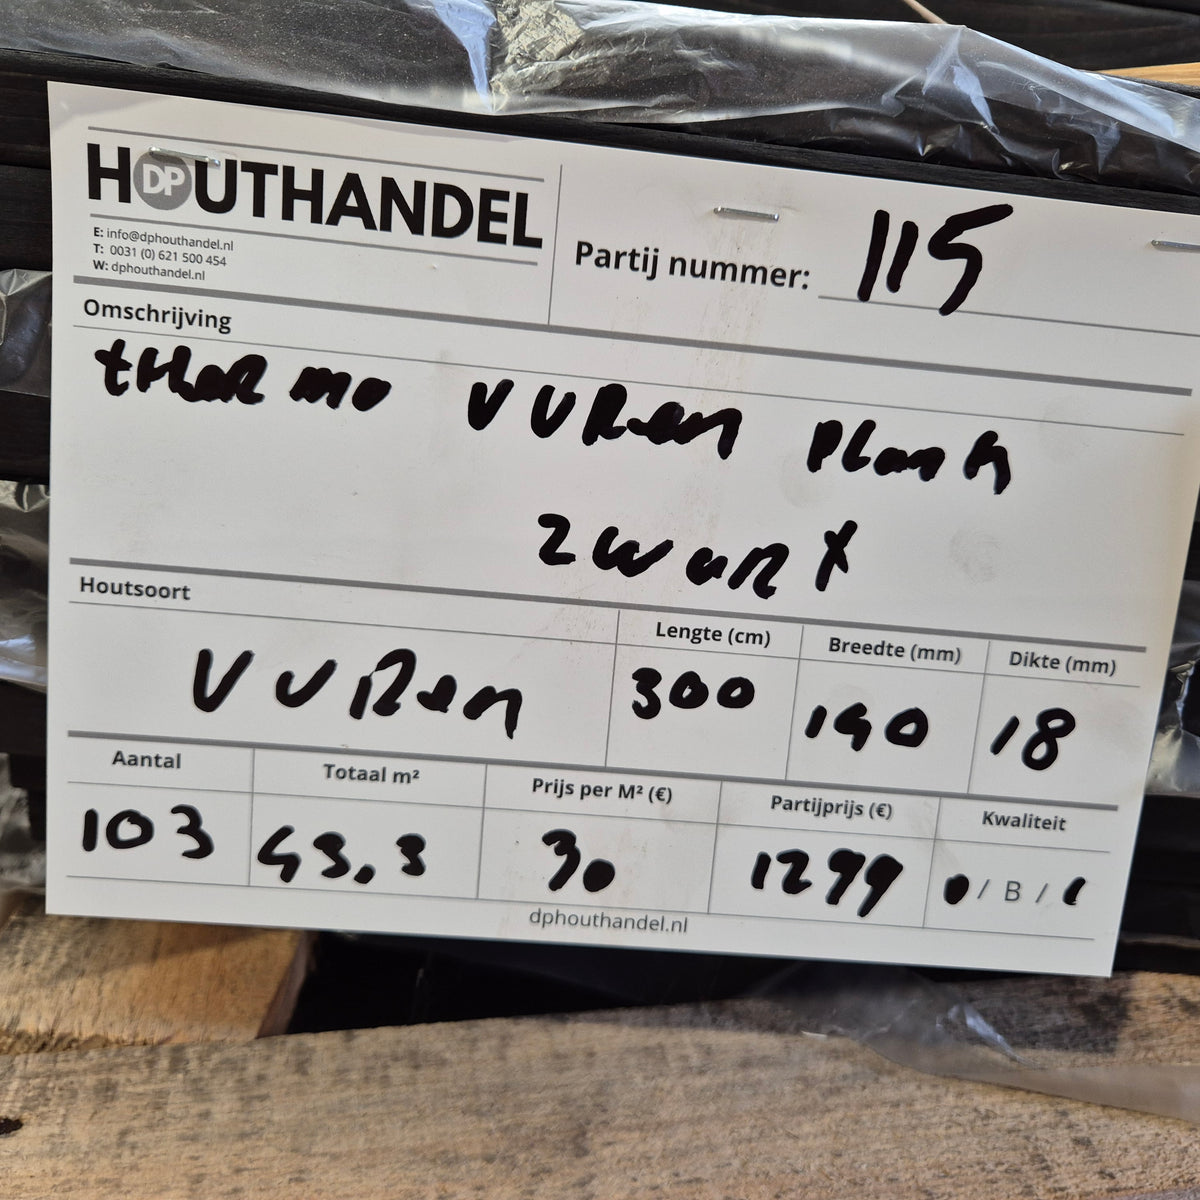 HOUTHANDEL
DP
E: info@dphouthandel.nl
T: 0031 (0) 621 500 454
W: dphouthandel.nl
Partij nummer: 115
Omschrijving
tHeRmo VUReN PLanK
ZWaRt
Houtsoort
VUReN
Lengte (cm)
300
Breedte (mm)
140
Dikte (mm)
18
Aantal
103
Totaal m²
43,3
Prijs per M² (€)
30
Partijprijs (€)
1299
Kwaliteit
/ B /
dphouthandel.nl